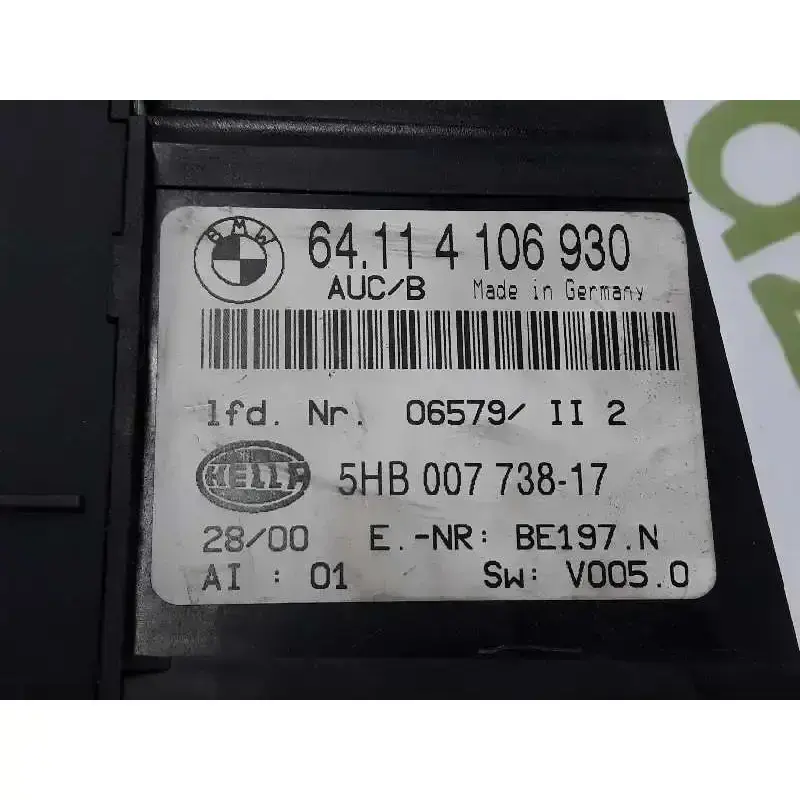 BMW
64.11 4 106 930
AUC/B Made in Germany
lfd. Nr. 06579/ II 2
HELLA 5HB 007 738-17
28/00 E.-NR: BE197.N
AI : 01 SW: V005.0